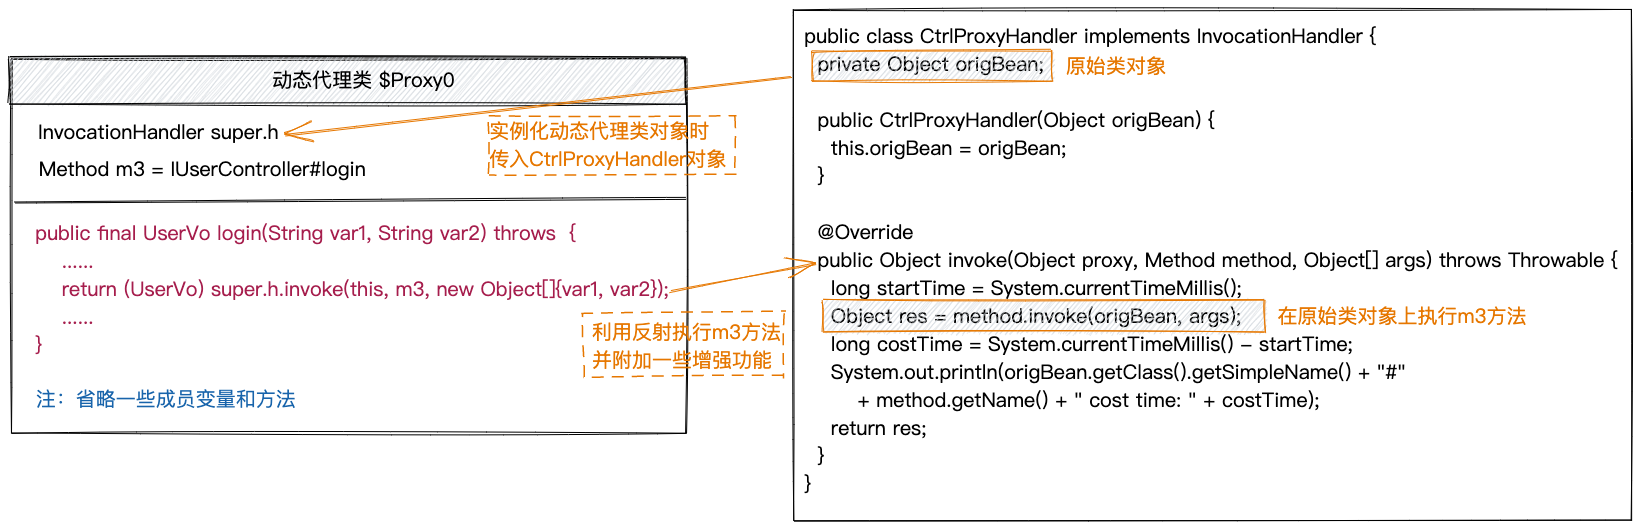 动态代理类 $Proxy0
InvocationHandler super.h
Method m3 = IUserController#login
实例化动态代理类对象时
传入CtrlProxyHandler对象
public final UserVo login(String var1, String var2) throws  {
……
return (UserVo) super.h.invoke(this, m3, new Object[]{var1, var2});
……
}
利用反射执行m3方法
并附加一些增强功能
注：省略一些成员变量和方法
public class CtrlProxyHandler implements InvocationHandler {
private Object origBean;
原始类对象
public CtrlProxyHandler(Object origBean) {
this.origBean = origBean;
}
@Override
public Object invoke(Object proxy, Method method, Object[] args) throws Throwable {
long startTime = System.currentTimeMillis();
Object res = method.invoke(origBean, args);
在原始类对象上执行m3方法
long costTime = System.currentTimeMillis() - startTime;
System.out.println(origBean.getClass().getSimpleName() + "#"
+ method.getName() + " cost time: " + costTime);
return res;
}
}